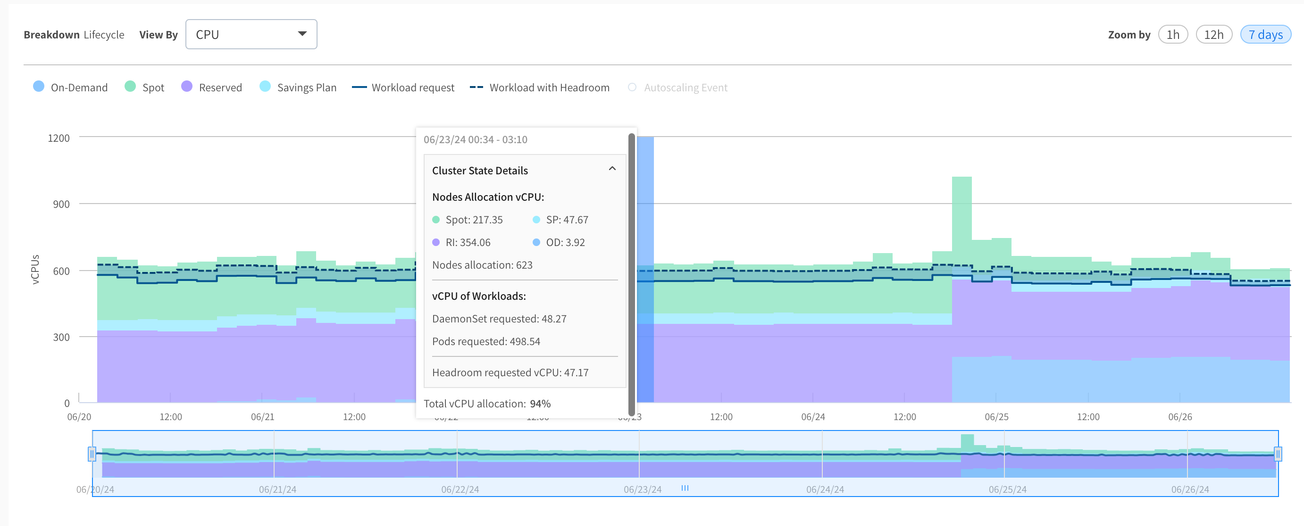 Breakdown Lifecycle View By CPU Zoom by 1h 12h 7 days
On-Demand Spot Reserved Savings Plan Workload request Workload with Headroom Autoscaling Event
vCPUs
1200
900
600
300
0
06/23/24 00:34 - 03:10
Cluster State Details
Nodes Allocation vCPU:
Spot: 217.35 SP: 47.67
RI: 354.06 OD: 3.92
Nodes allocation: 623
vCPU of Workloads:
DaemonSet requested: 48.27
Pods requested: 498.54
Headroom requested vCPU: 47.17
Total vCPU allocation: 94%
06/20 12:00 06/21 12:00 06/22 12:00 06/23 12:00 06/24 12:00 06/25 12:00 06/26
06/20/24 06/21/24 06/22/24 06/23/24 06/24/24 06/25/24 06/26/24